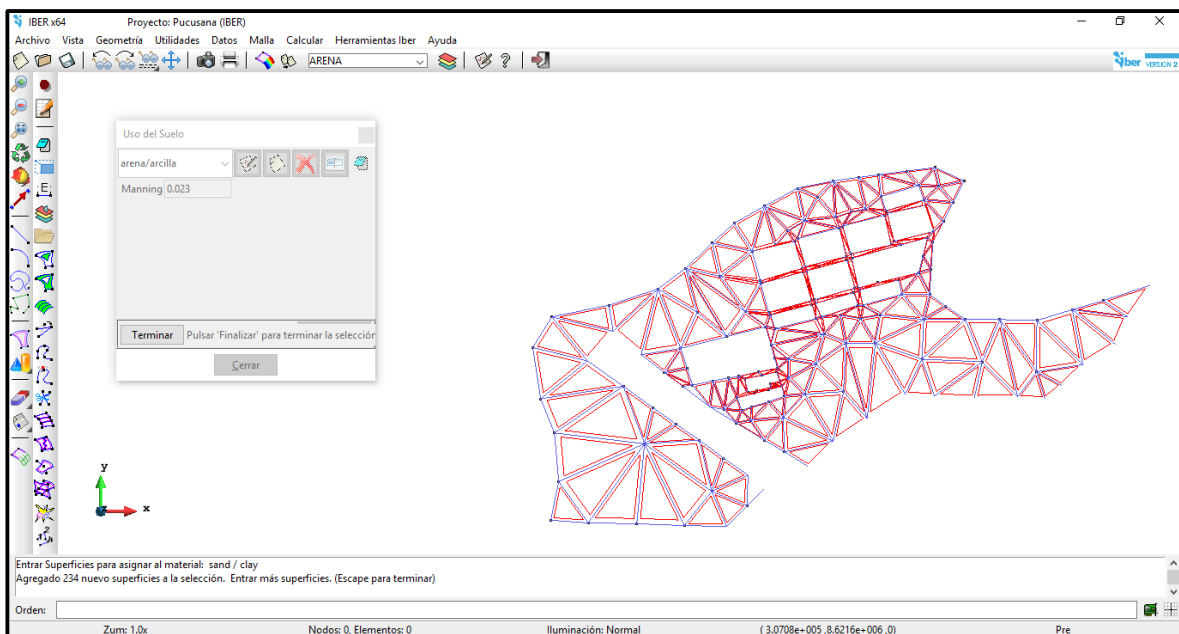 IBER x64 Proyecto: Pucusana (IBER)
Archivo Vista Geometría Utilidades Datos Malla Calcular Herramientas Iber Ayuda
ARENA
Iber VERSION 2
Uso del Suelo
arena/arcilla
Manning 0.023
Terminar Pulsar 'Finalizar' para terminar la selección
Cerrar
E
y
x
Entrar Superficies para asignar al material: sand / clay
Agregado 234 nuevo superficies a la selección. Entrar más superficies. (Escape para terminar)
Orden:
Zum: 1.0x Nodos: 0, Elementos: 0 Iluminación: Normal ( 3.0708e+005 ,8.6216e+006 ,0) Pre